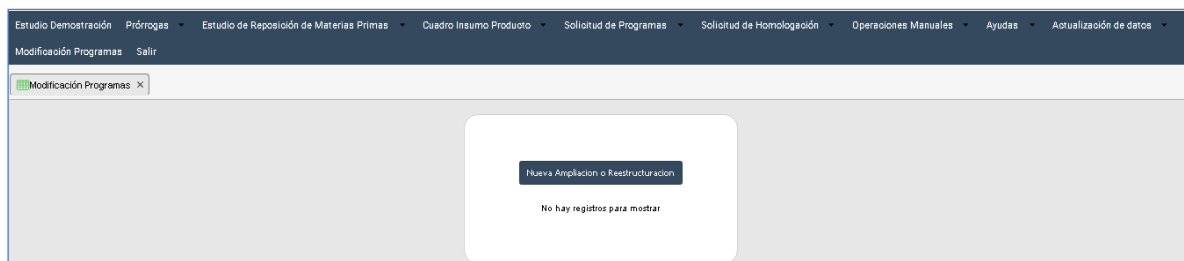 Estudio Demostración Prórrogas Estudio de Reposición de Materias Primas Cuadro Insumo Producto Solicitud de Programas Solicitud de Homologación Operaciones Manuales Ayudas Actualización de datos
Modificación Programas Salir
Modificación Programas ×
Nueva Ampliacion o Reestructuracion
No hay registros para mostrar